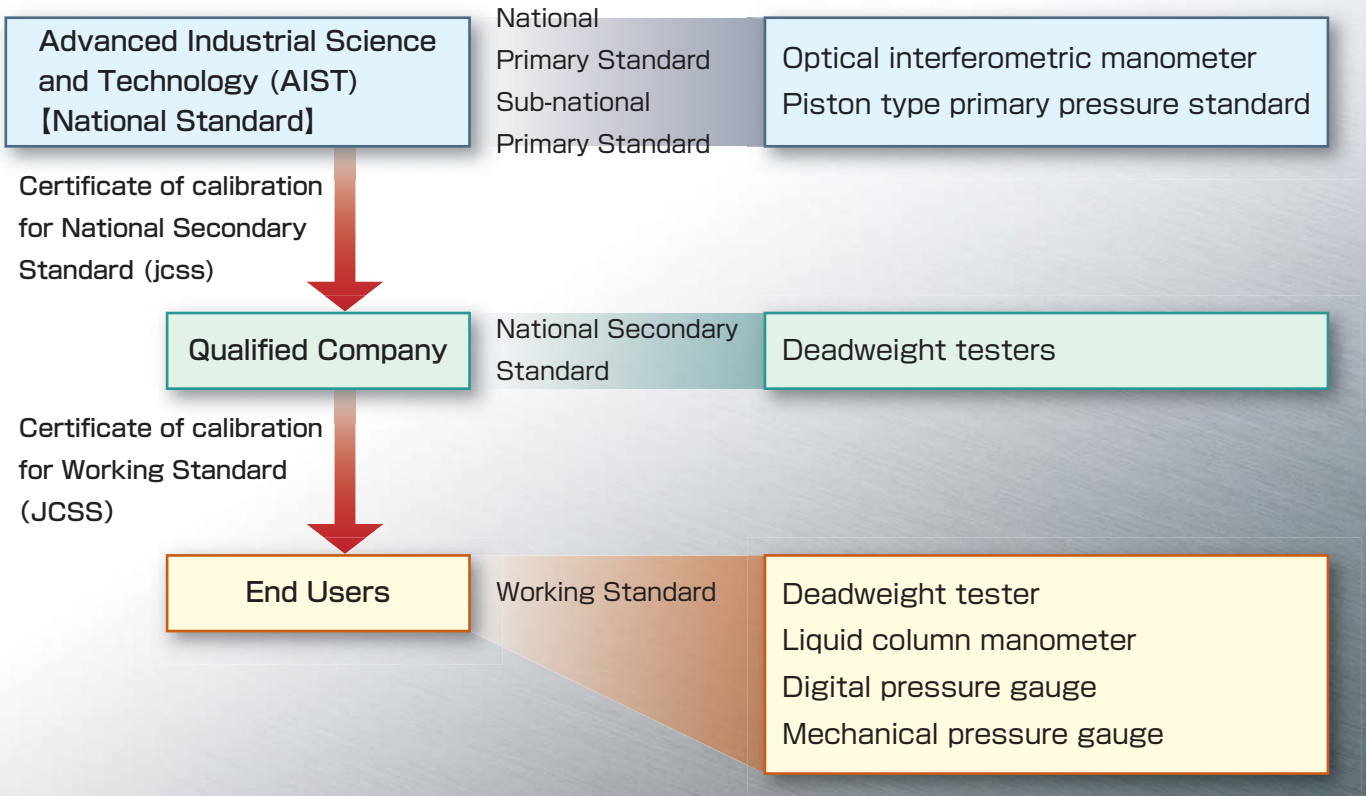 Advanced Industrial Science
and Technology (AIST)
【National Standard】
National
Primary Standard
Sub-national
Primary Standard
Optical interferometric manometer
Piston type primary pressure standard
Certificate of calibration
for National Secondary
Standard (jcss)
Qualified Company
National Secondary
Standard
Deadweight testers
Certificate of calibration
for Working Standard
(JCSS)
End Users
Working Standard
Deadweight tester
Liquid column manometer
Digital pressure gauge
Mechanical pressure gauge